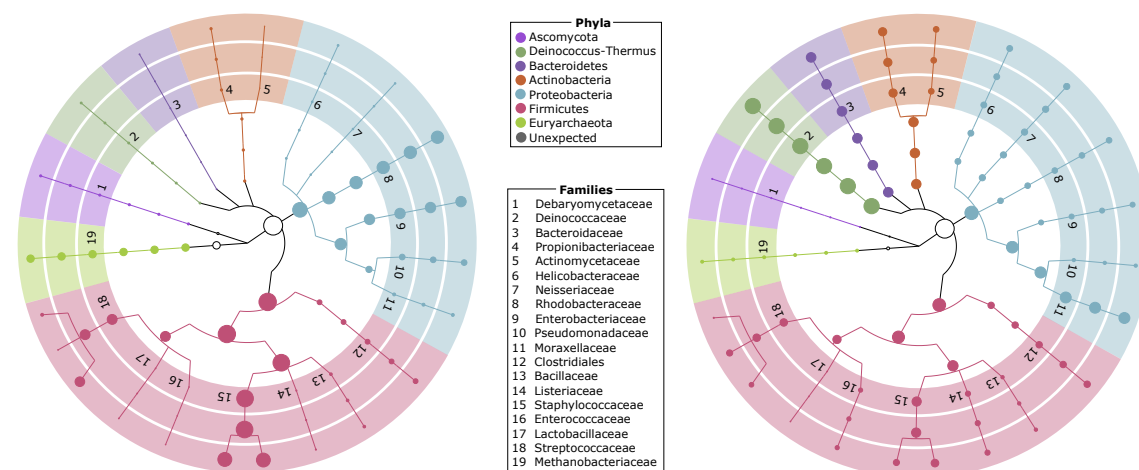 Phyla
Ascomycota
Deinococcus-Thermus
Bacteroidetes
Actinobacteria
Proteobacteria
Firmicutes
Euryarchaeota
Unexpected
Families
1 Debaryomycetaceae
2 Deinococcaceae
3 Bacteroidaceae
4 Propionibacteriaceae
5 Actinomycetaceae
6 Helicobacteraceae
7 Neisseriaceae
8 Rhodobacteraceae
9 Enterobacteriaceae
10 Pseudomonadaceae
11 Moraxellaceae
12 Clostridiales
13 Bacillaceae
14 Listeriaceae
15 Staphylococcaceae
16 Enterococcaceae
17 Lactobacillaceae
18 Streptococcaceae
19 Methanobacteriaceae
1
2
3
4
5
6
7
8
9
10
11
12
13
14
15
16
17
18
19
1
2
3
4
5
6
7
8
9
10
11
12
13
14
15
16
17
18
19